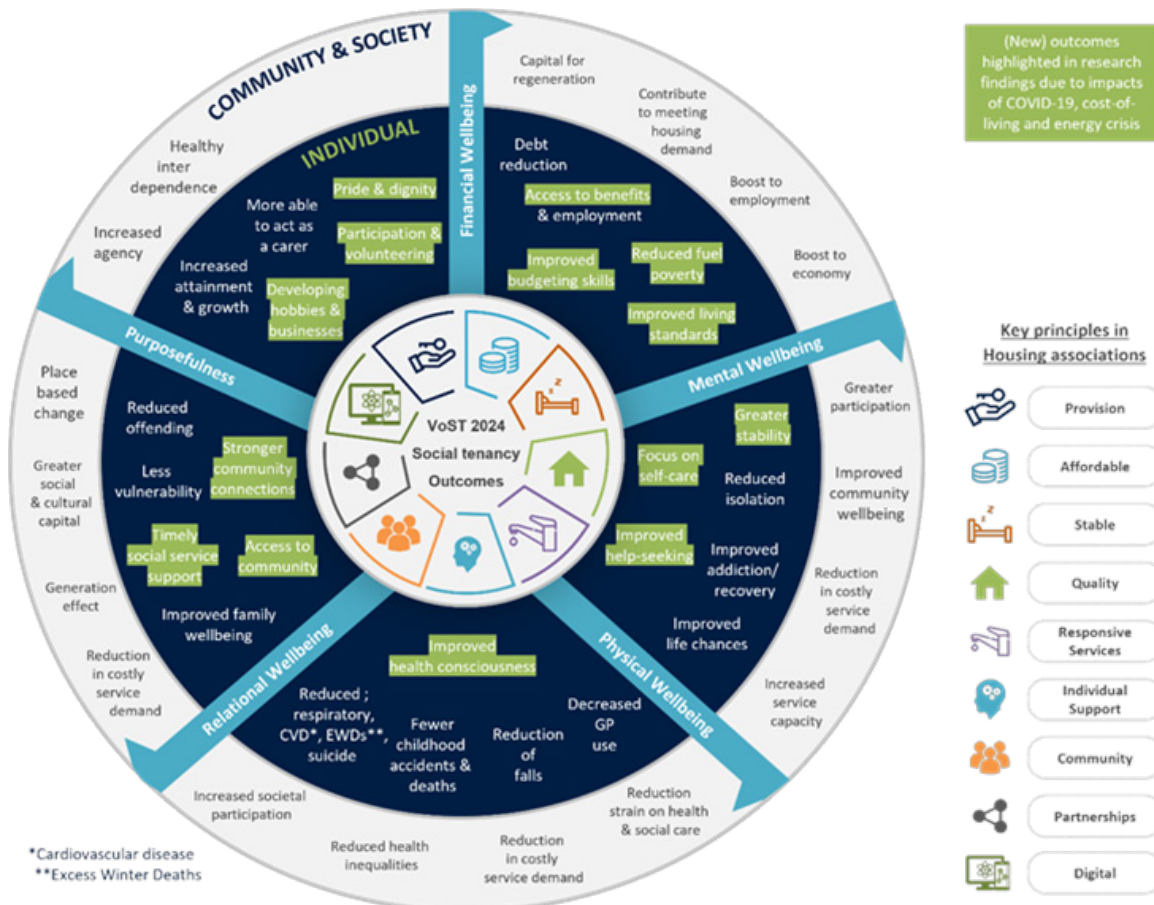 COMMUNITY & SOCIETY
INDIVIDUAL
Financial Wellbeing
Capital for
regeneration
Contribute
to meeting
housing
demand
Boost to
employment
Boost to
economy
Debt
reduction
Access to benefits
& employment
Improved
budgeting skills
Reduced fuel
poverty
Improved living
standards
Mental Wellbeing
Greater
participation
Improved
community
wellbeing
Reduction
in costly
service
demand
Increased
service
capacity
Greater
stability
Focus on
self-care
Reduced
isolation
Improved
help-seeking
Improved
addiction/
recovery
Improved
life chances
Physical Wellbeing
Improved
health consciousness
Reduced ;
respiratory,
CVD*, EWDs**,
suicide
Fewer
childhood
accidents &
deaths
Reduction
of
falls
Decreased
GP
use
Reduction
strain on health
& social care
Reduction
in costly
service demand
Reduced health
inequalities
Increased societal
participation
Relational Wellbeing
Reduced
offending
Less
vulnerability
Stronger
community
connections
Timely
social service
support
Access to
community
Improved family
wellbeing
Place
based
change
Greater
social
& cultural
capital
Generation
effect
Reduction
in costly
service
demand
Purposefulness
Healthy
inter
dependence
Increased
agency
Pride & dignity
More able
to act as
a carer
Participation &
volunteering
Increased
attainment
& growth
Developing
hobbies &
businesses
VoST 2024
Social tenancy
Outcomes
z
z
*Cardiovascular disease
**Excess Winter Deaths
(New) outcomes
highlighted in research
findings due to impacts
of COVID-19, cost-of-
living and energy crisis
Key principles in
Housing associations
Provision
Affordable
z
z
Stable
Quality
Responsive
Services
Individual
Support
Community
Partnerships
Digital